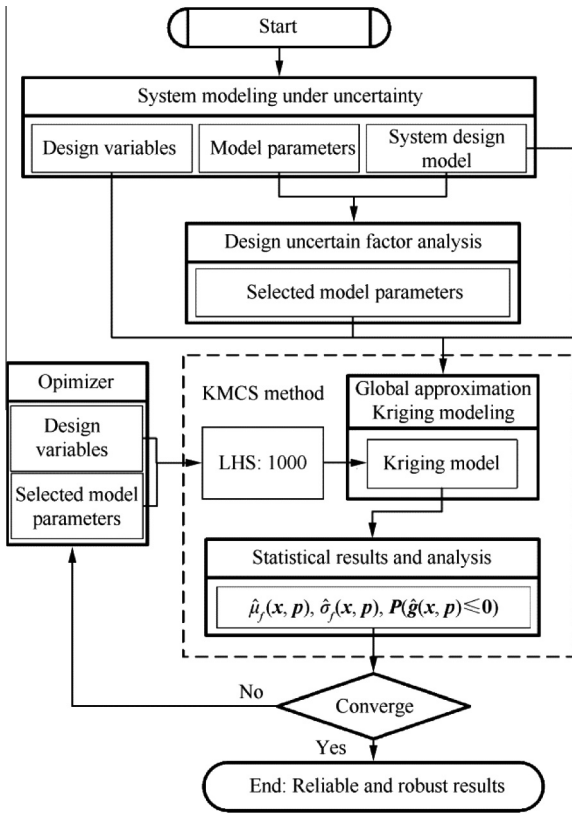 Start
System modeling under uncertainty
Design variables
Model parameters
System design
model
Design uncertain factor analysis
Selected model parameters
Opimizer
Design
variables
Selected model
parameters
KMCS method
LHS: 1000
Global approximation
Kriging modeling
Kriging model
Statistical results and analysis
μ̂_f(x, p), σ̂_f(x, p), P(ĝ(x, p)≤0)
No
Converge
Yes
End: Reliable and robust results